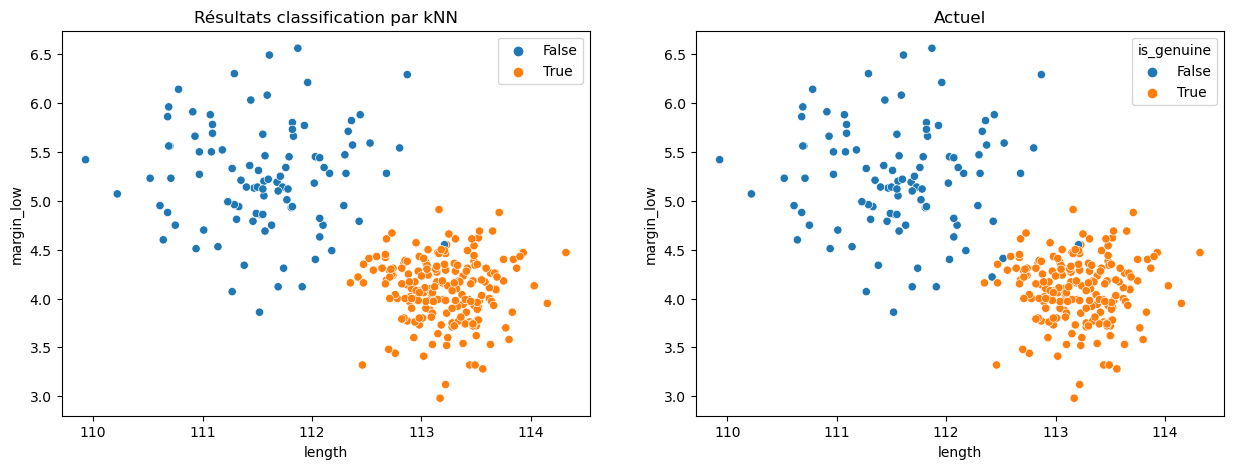 Résultats classification par kNN
False
True
6.5
6.0
5.5
5.0
4.5
4.0
3.5
3.0
margin_low
110
111
112
113
114
length
Actuel
is_genuine
False
True
6.5
6.0
5.5
5.0
4.5
4.0
3.5
3.0
margin_low
110
111
112
113
114
length